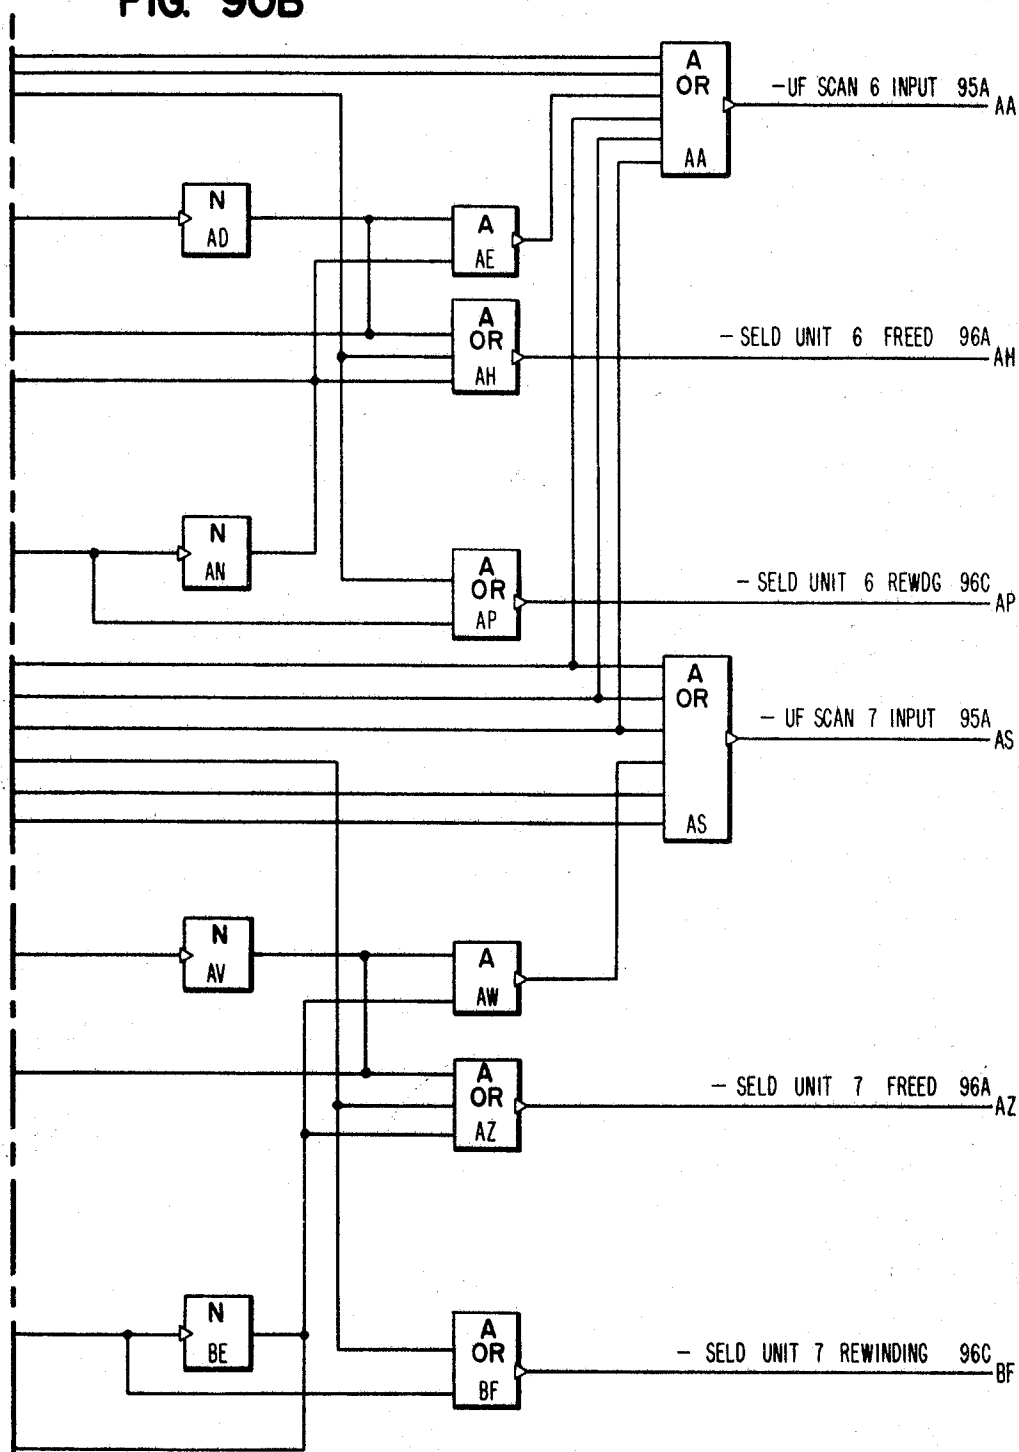 FIG. 90B
A
OR
AA
-UF SCAN 6 INPUT 95A
AA
N
AD
A
AE
A
OR
AH
- SELD UNIT 6 FREED 96A
AH
N
AN
A
OR
AP
- SELD UNIT 6 REWDG 96C
AP
A
OR
AS
- UF SCAN 7 INPUT 95A
AS
N
AV
A
AW
A
OR
AZ
- SELD UNIT 7 FREED 96A
AZ
N
BE
A
OR
BF
- SELD UNIT 7 REWINDING 96C
BF